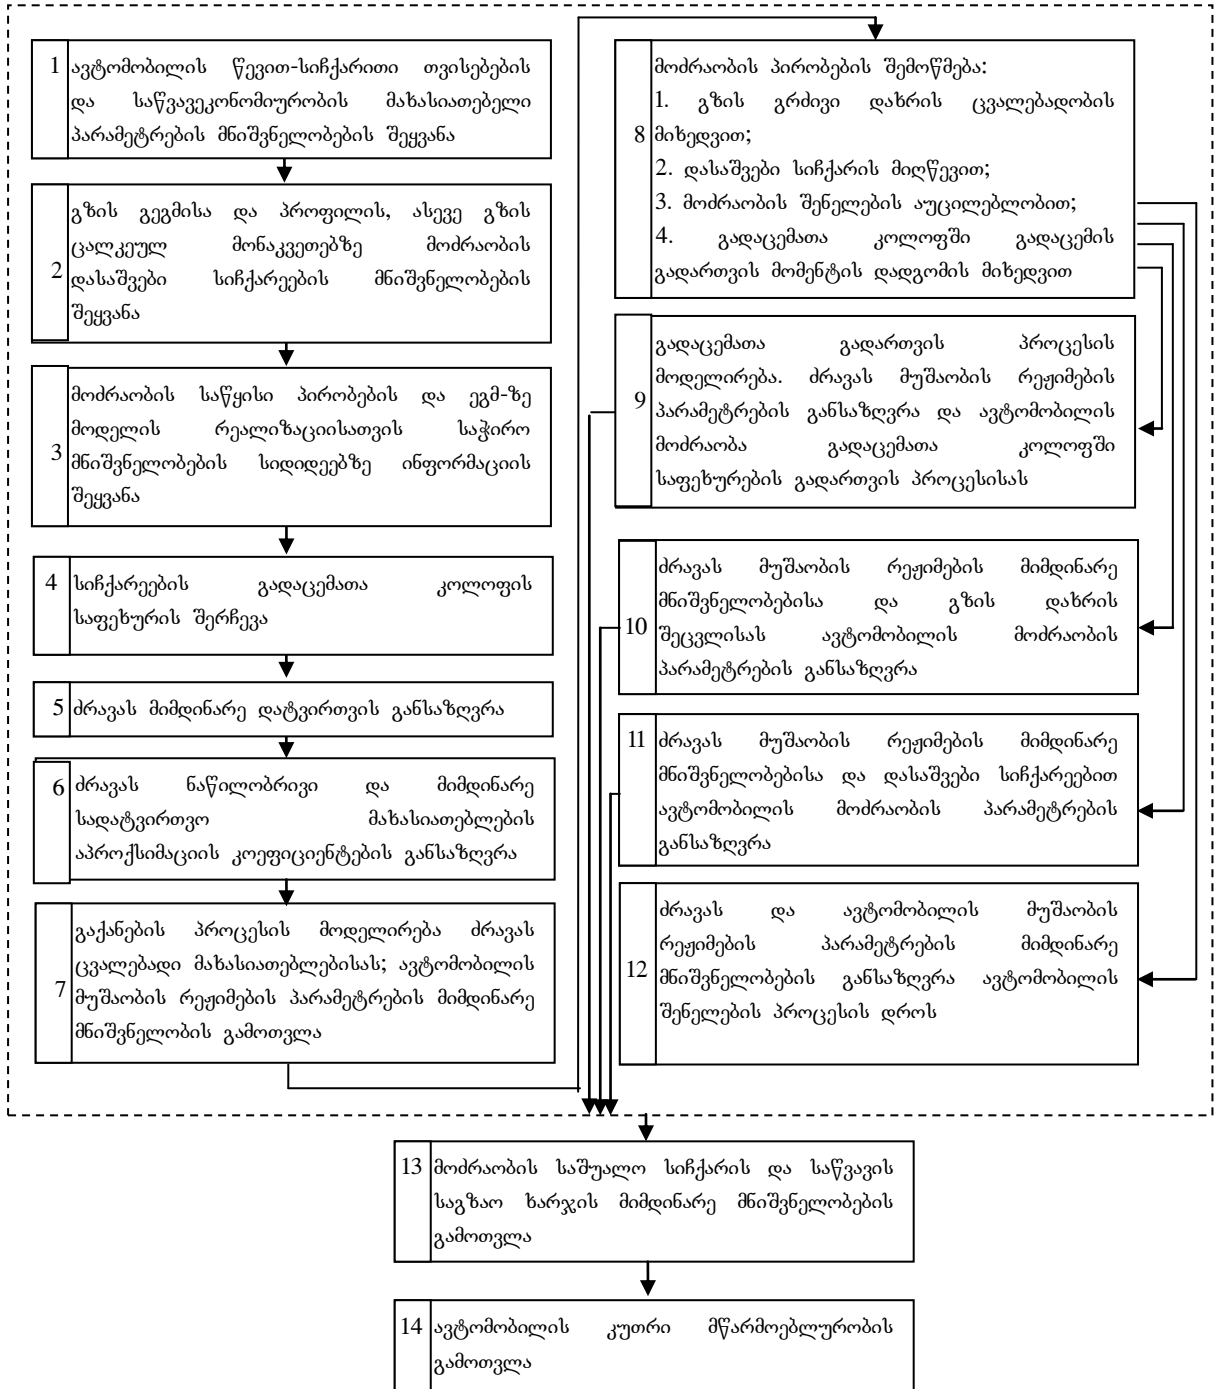 1 ავტომობილის წევით-სიჩქარითი თვისებების
და საწვავეკონომიურობის მახასიათებელი
პარამეტრების მნიშვნელობების შეყვანა
გზის გეგმისა და პროფილის, ასევე გზის
ცალკეულ მონაკვეთებზე მოძრაობის
2 დასაშვები სიჩქარეების მნიშვნელობების
შეყვანა
მოძრაობის საწყისი პირობების და ეგმ-ზე
მოდელის რეალიზაციისათვის საჭირო
3 მნიშვნელობების სიდიდეებზე ინფორმაციის
შეყვანა
4 სიჩქარეების გადაცემათა კოლოფის
საფეხურის შერჩევა
5 ძრავას მიმდინარე დატვირთვის განსაზღვრა
6 ძრავას ნაწილობრივი და მიმდინარე
სადატვირთვო მახასიათებლების
აპროქსიმაციის კოეფიციენტების განსაზღვრა
გაქანების პროცესის მოდელირება ძრავას
ცვალებადი მახასიათებლებისას; ავტომობილის
7 მუშაობის რეჟიმების პარამეტრების მიმდინარე
მნიშვნელობის გამოთვლა
მოძრაობის პირობების შემოწმება:
1. გზის გრძივი დახრის ცვალებადობის
8 მიხედვით;
2. დასაშვები სიჩქარის მიღწევით;
3. მოძრაობის შენელების აუცილებლობით;
4. გადაცემათა კოლოფში გადაცემის
გადართვის მომენტის დადგომის მიხედვით
გადაცემათა გადართვის პროცესის
მოდელირება. ძრავას მუშაობის რეჟიმების
9 პარამეტრების განსაზღვრა და ავტომობილის
მოძრაობა გადაცემათა კოლოფში
საფეხურების გადართვის პროცესისას
ძრავას მუშაობის რეჟიმების მიმდინარე
მნიშვნელობებისა და გზის დახრის
10 შეცვლისას ავტომობილის მოძრაობის
პარამეტრების განსაზღვრა
11 ძრავას მუშაობის რეჟიმების მიმდინარე
მნიშვნელობებისა და დასაშვები სიჩქარეებით
ავტომობილის მოძრაობის პარამეტრების
განსაზღვრა
ძრავას და ავტომობილის მუშაობის
რეჟიმების პარამეტრების მიმდინარე
12 მნიშვნელობების განსაზღვრა ავტომობილის
შენელების პროცესის დროს
13 მოძრაობის საშუალო სიჩქარის და საწვავის
საგზაო ხარჯის მიმდინარე მნიშვნელობების
გამოთვლა
14 ავტომობილის კუთრი მწარმოებლურობის
გამოთვლა